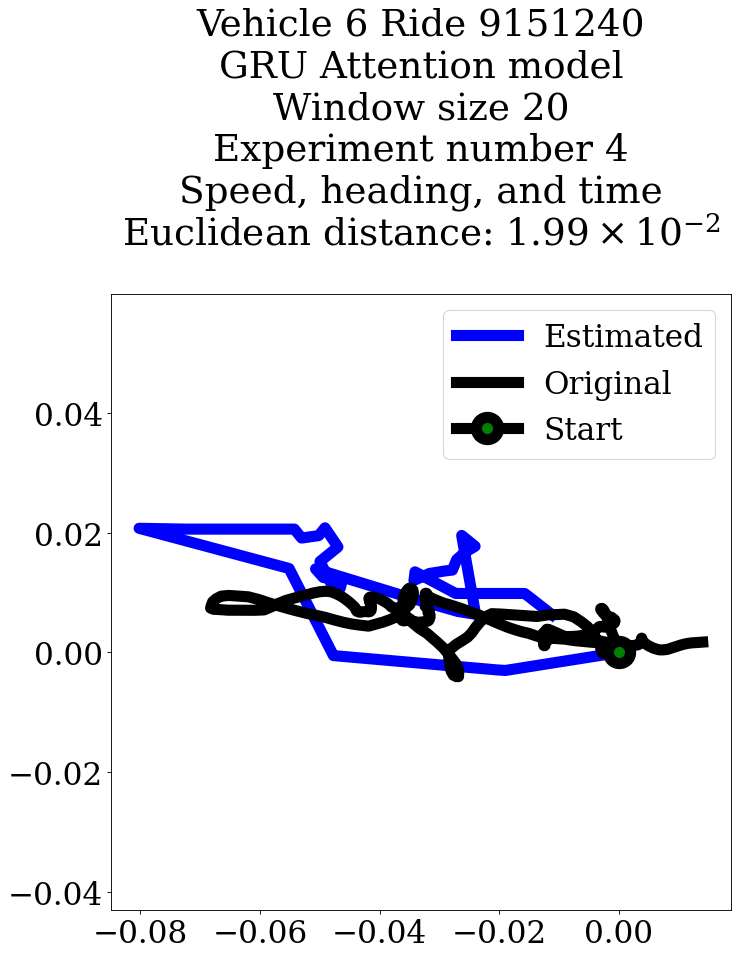 Vehicle 6 Ride 9151240
GRU Attention model
Window size 20
Experiment number 4
Speed, heading, and time
Euclidean distance: 1.99 × 10⁻²
Estimated
Original
Start
0.04
0.02
0.00
−0.02
−0.04
−0.08 −0.06 −0.04 −0.02 0.00